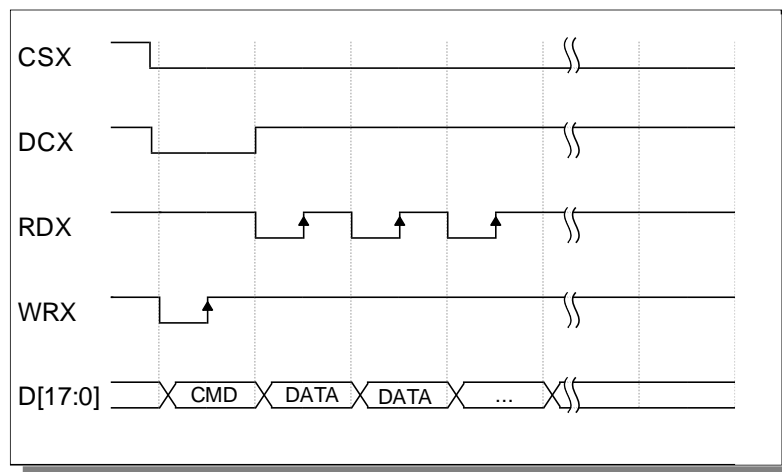 CSX
DCX
RDX
WRX
D[17:0] CMD DATA DATA ...